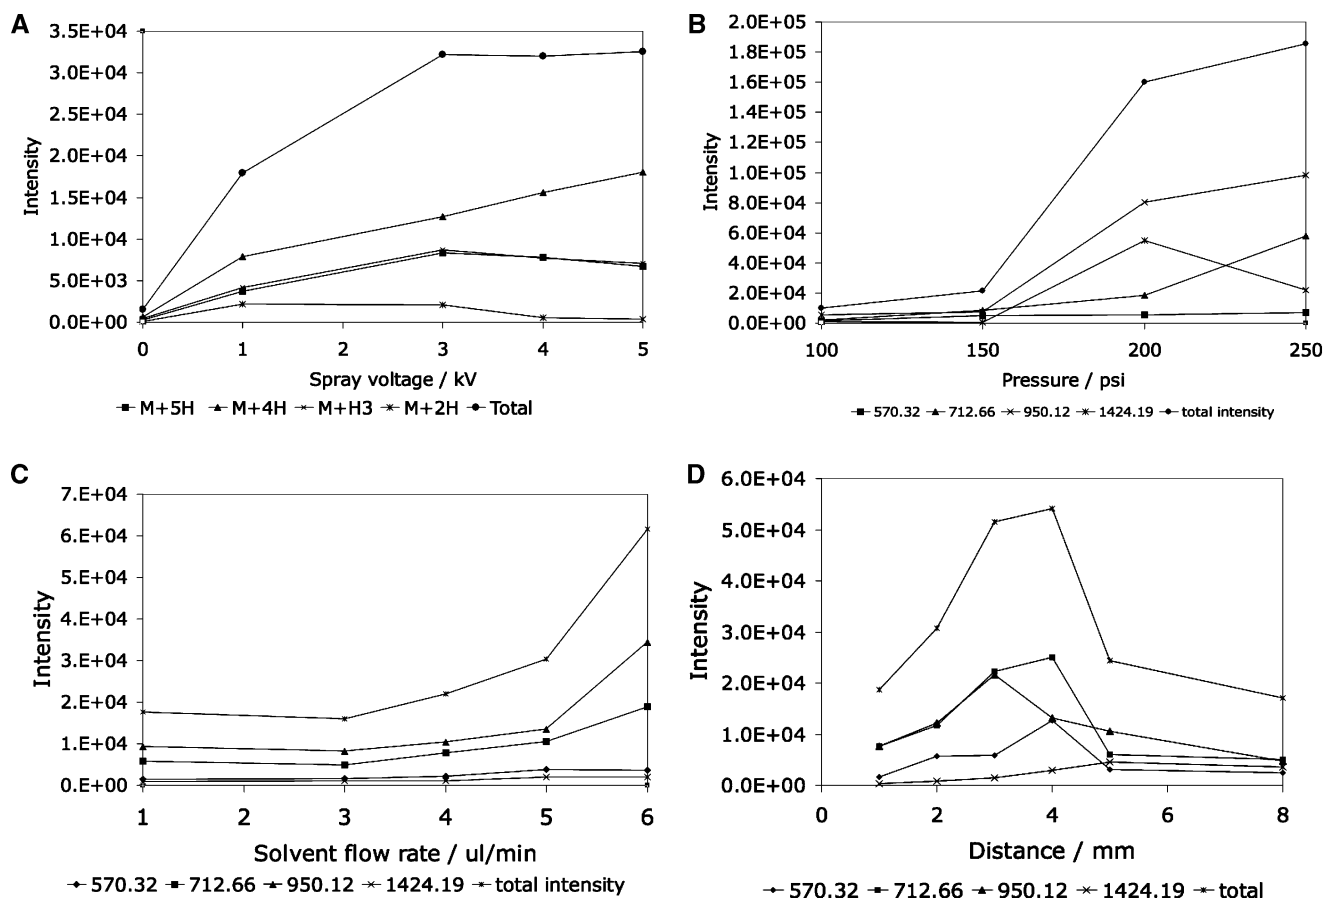 A
3.5E+04
3.0E+04
2.5E+04
2.0E+04
1.5E+04
1.0E+04
5.0E+03
0.0E+00
Intensity
0 1 2 3 4 5
Spray voltage / kV
M+5H M+4H M+H3 M+2H Total
B
2.0E+05
1.8E+05
1.6E+05
1.4E+05
1.2E+05
1.0E+05
8.0E+04
6.0E+04
4.0E+04
2.0E+04
0.0E+00
Intensity
100 150 200 250
Pressure / psi
570.32 712.66 950.12 1424.19 total intensity
C
7.E+04
6.E+04
5.E+04
4.E+04
3.E+04
2.E+04
1.E+04
0.E+00
Intensity
1 2 3 4 5 6
Solvent flow rate / ul/min
570.32 712.66 950.12 1424.19 total intensity
D
6.0E+04
5.0E+04
4.0E+04
3.0E+04
2.0E+04
1.0E+04
0.0E+00
Intensity
0 2 4 6 8
Distance / mm
570.32 712.66 950.12 1424.19 total